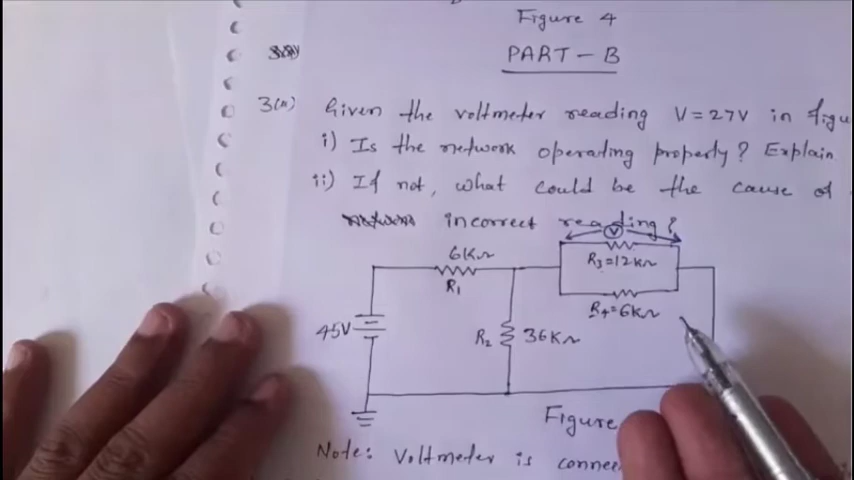 Figure 4
PART-B
3(a) Given the voltmeter reading V=27V in figu
i) Is the network operating properly? Explain
ii) If not, what could be the cause of
incorrect reading?
V
6KΩ
R3=12KΩ
R1
R4=6KΩ
45V
R2 36KΩ
Figure
Note: Voltmeter is conne